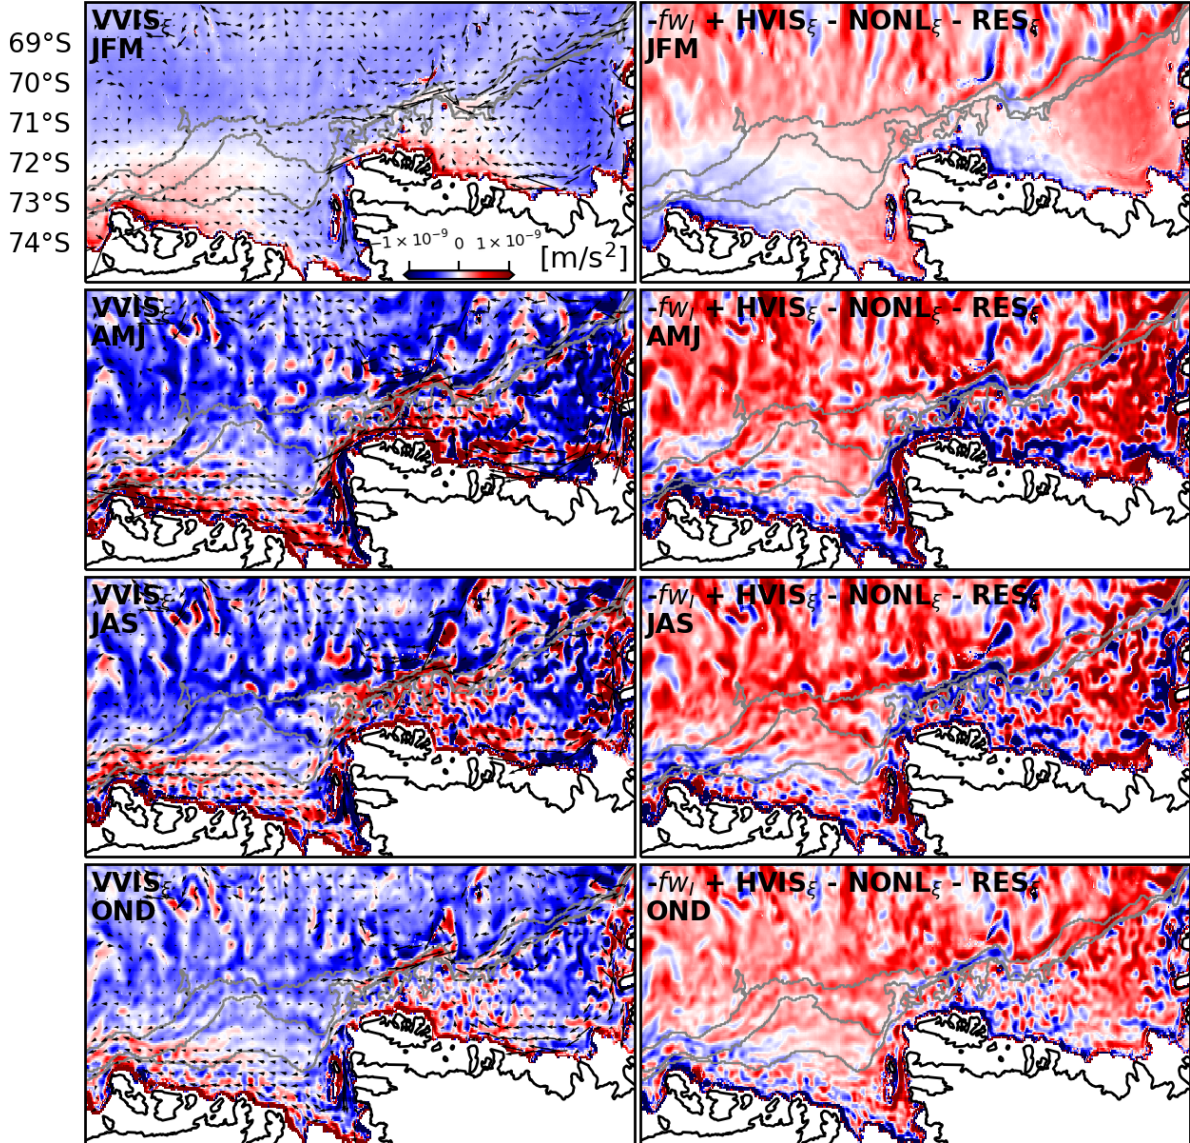 VVISξ
JFM
-fwI + HVISξ - NONLξ - RESξ
JFM
69°S
70°S
71°S
72°S
73°S
74°S
−1 × 10⁻⁹ 0 1 × 10⁻⁹
[m/s²]
VVISξ
AMJ
-fwI + HVISξ - NONLξ - RESξ
AMJ
VVISξ
JAS
-fwI + HVISξ - NONLξ - RESξ
JAS
VVISξ
OND
-fwI + HVISξ - NONLξ - RESξ
OND